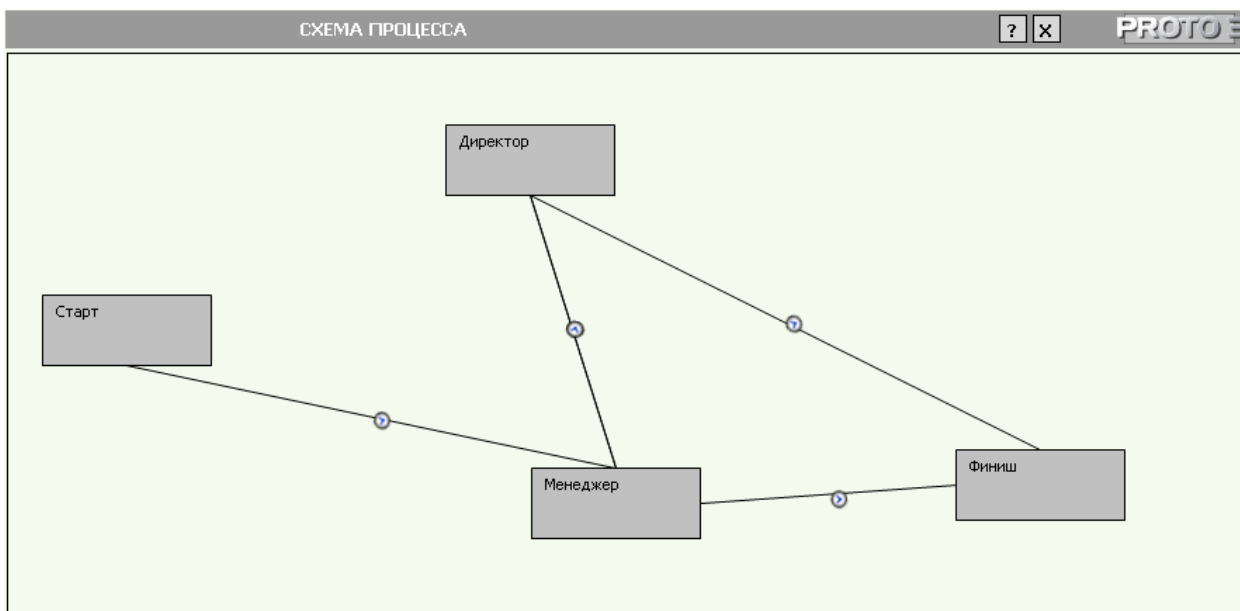 СХЕМА ПРОЦЕССА
? X
PROTO
Директор
Старт
Менеджер
Финиш